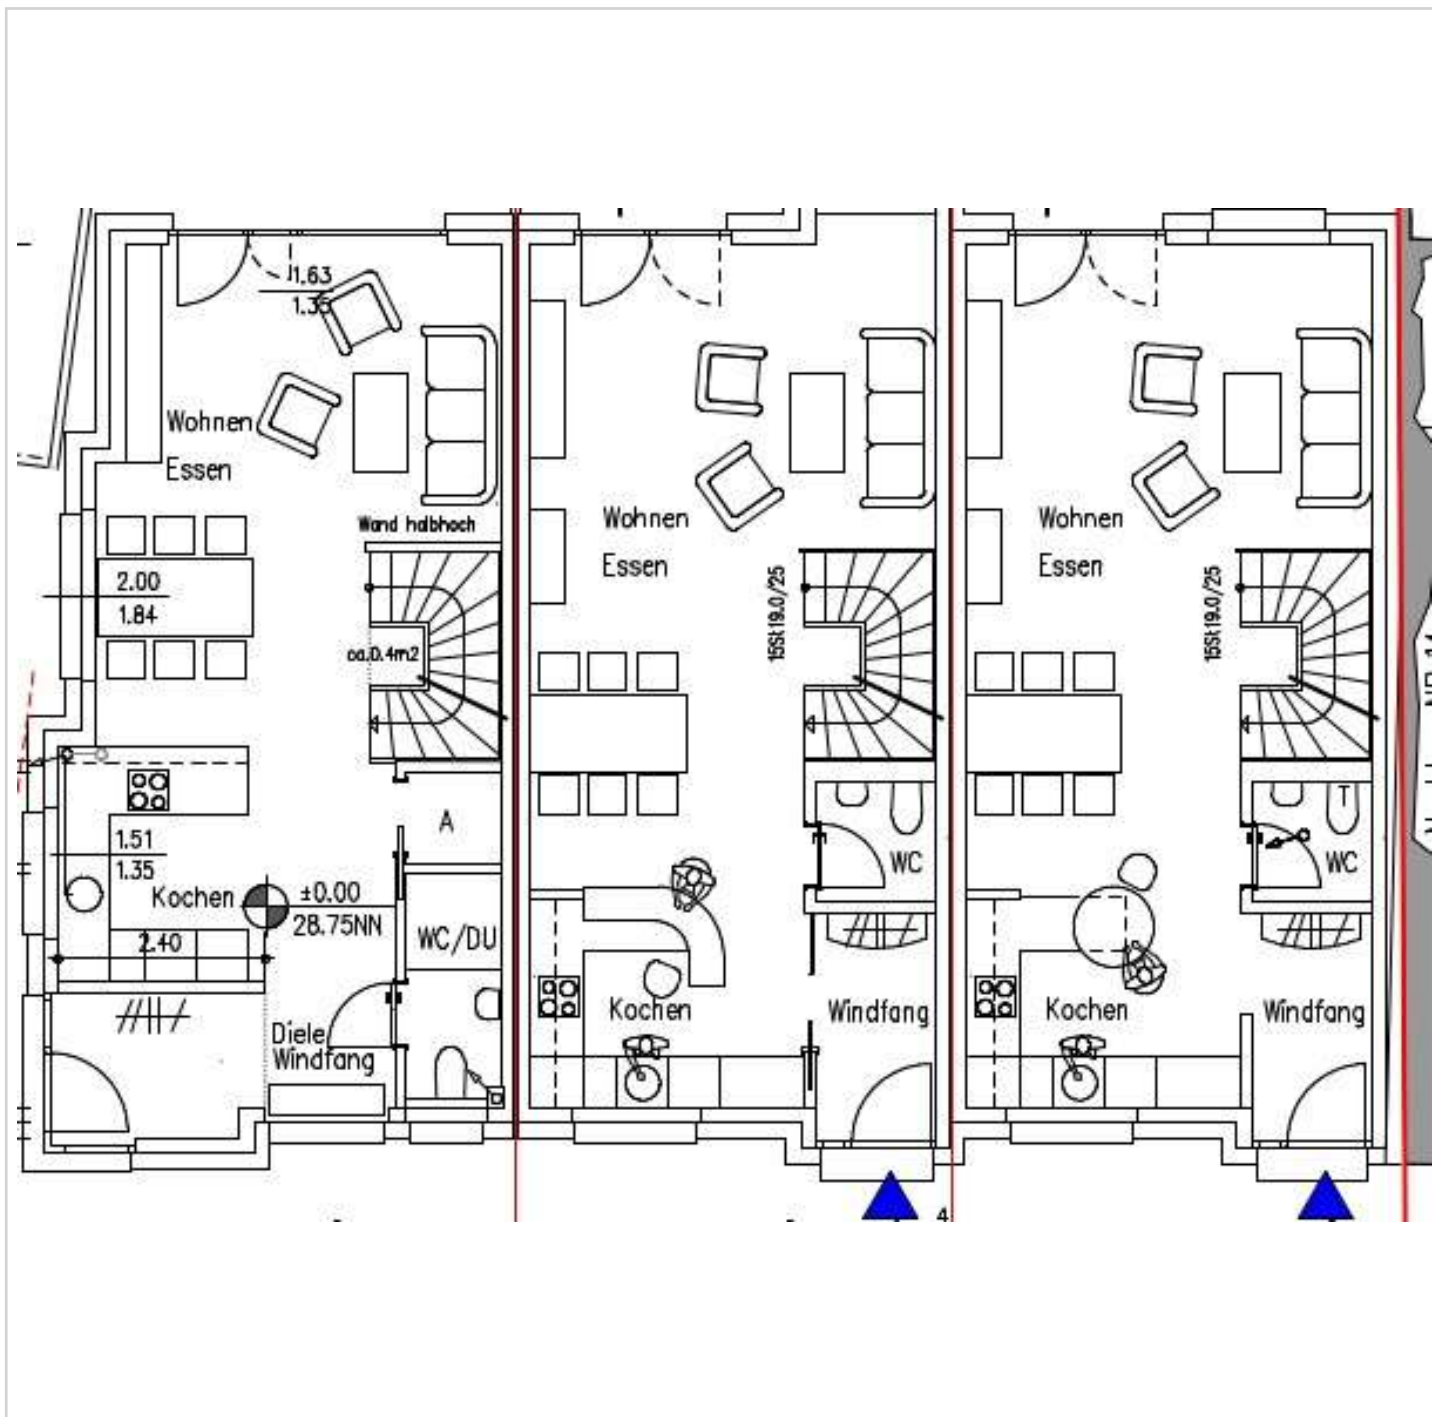 1.63
1.35
Wohnen
Essen
Wand halbhoch
2.00
1.84
ca.0.4m2
A
1.51
1.35
Kochen
±0.00
28.75NN
2.40
WC/DU
Diele
Windfang
Wohnen
Essen
15St19.0/25
WC
Kochen
Windfang
4
Wohnen
Essen
15St19.0/25
T
WC
Kochen
Windfang